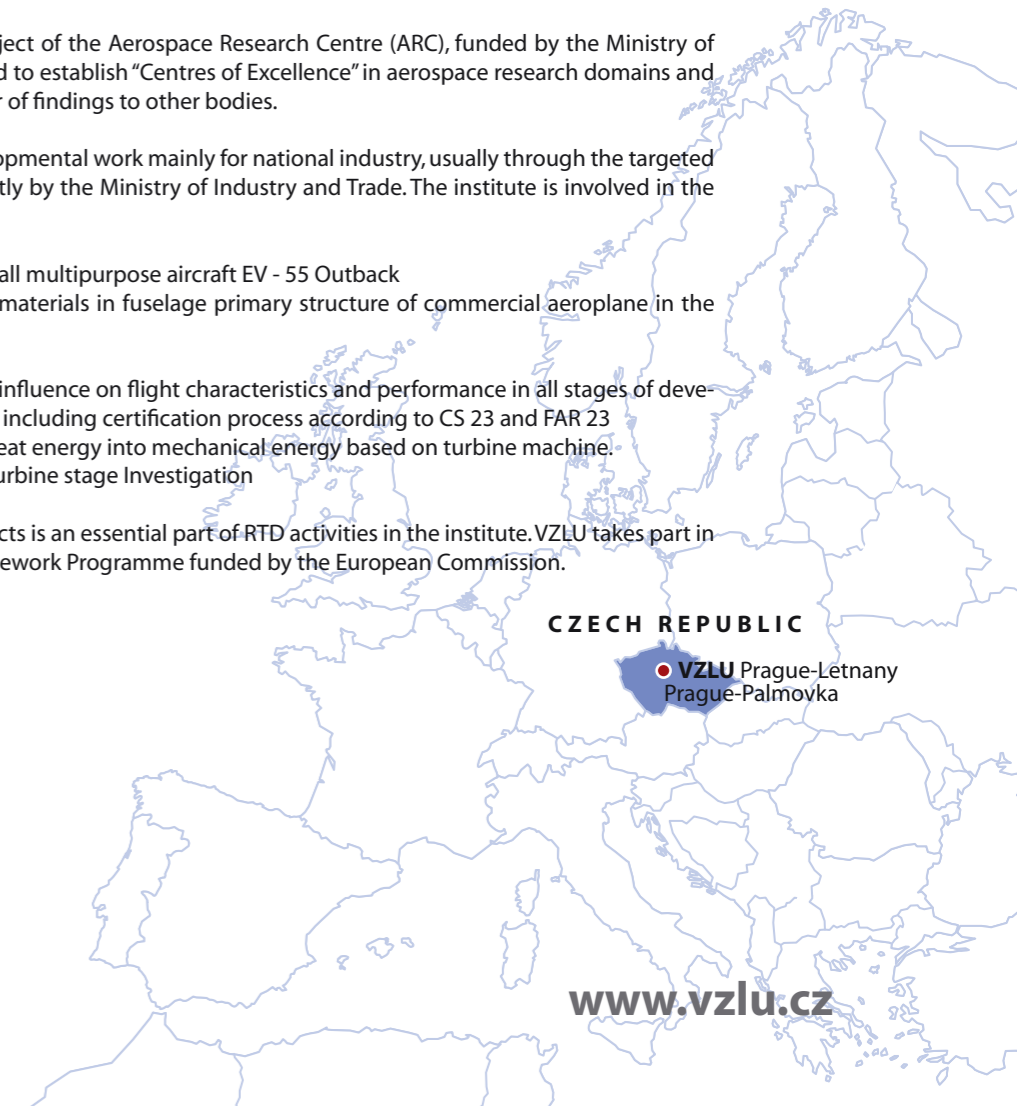 ject of the Aerospace Research Centre (ARC), funded by the Ministry of
d to establish “Centres of Excellence” in aerospace research domains and
r of findings to other bodies.
opmental work mainly for national industry, usually through the targeted
tly by the Ministry of Industry and Trade. The institute is involved in the
all multipurpose aircraft EV - 55 Outback
materials in fuselage primary structure of commercial aeroplane in the
influence on flight characteristics and performance in all stages of deve-
including certification process according to CS 23 and FAR 23
eat energy into mechanical energy based on turbine machine.
urbine stage Investigation
cts is an essential part of RTD activities in the institute. VZLU takes part in
ework Programme funded by the European Commission.
CZECH REPUBLIC
VZLU Prague-Letnany
Prague-Palmovka
www.vzlu.cz